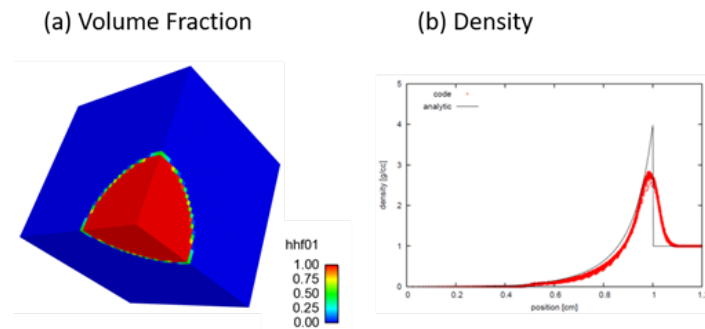 (a) Volume Fraction
(b) Density
hhf01
1.00
0.75
0.50
0.25
0.00
code
analytic
5
4
3
2
1
0
density [g/cc]
0 0.2 0.4 0.6 0.8 1 1.2
position [cm]